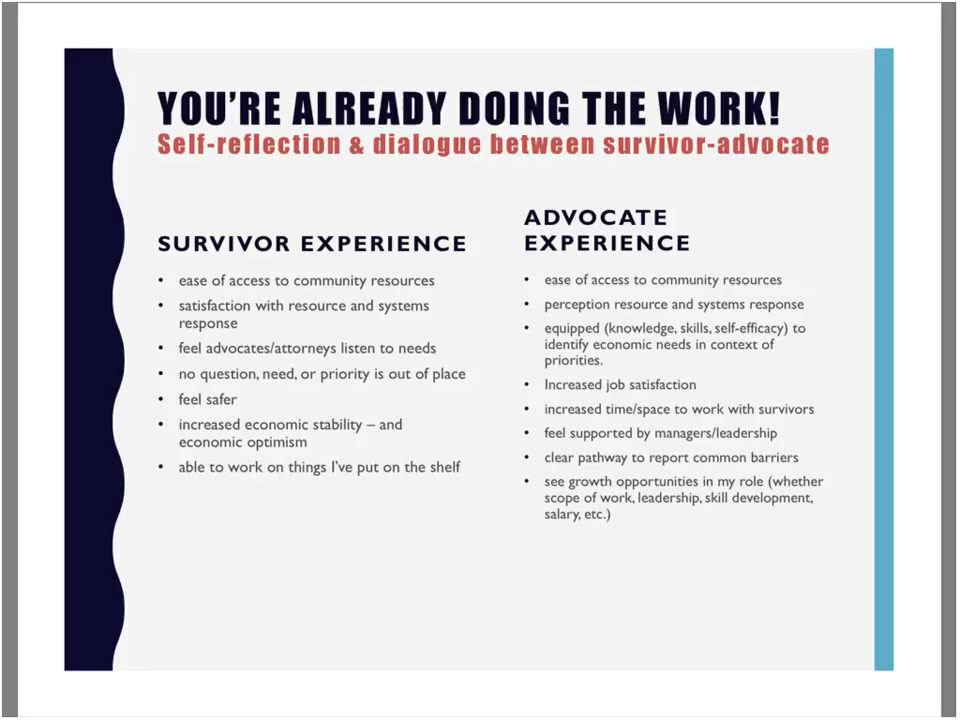 YOU'RE ALREADY DOING THE WORK!
Self-reflection & dialogue between survivor-advocate
SURVIVOR EXPERIENCE
• ease of access to community resources
• satisfaction with resource and systems
response
• feel advocates/attorneys listen to needs
• no question, need, or priority is out of place
• feel safer
• increased economic stability – and
economic optimism
• able to work on things I've put on the shelf
ADVOCATE
EXPERIENCE
• ease of access to community resources
• perception resource and systems response
• equipped (knowledge, skills, self-efficacy) to
identify economic needs in context of
priorities.
• Increased job satisfaction
• increased time/space to work with survivors
• feel supported by managers/leadership
• clear pathway to report common barriers
• see growth opportunities in my role (whether
scope of work, leadership, skill development,
salary, etc.)